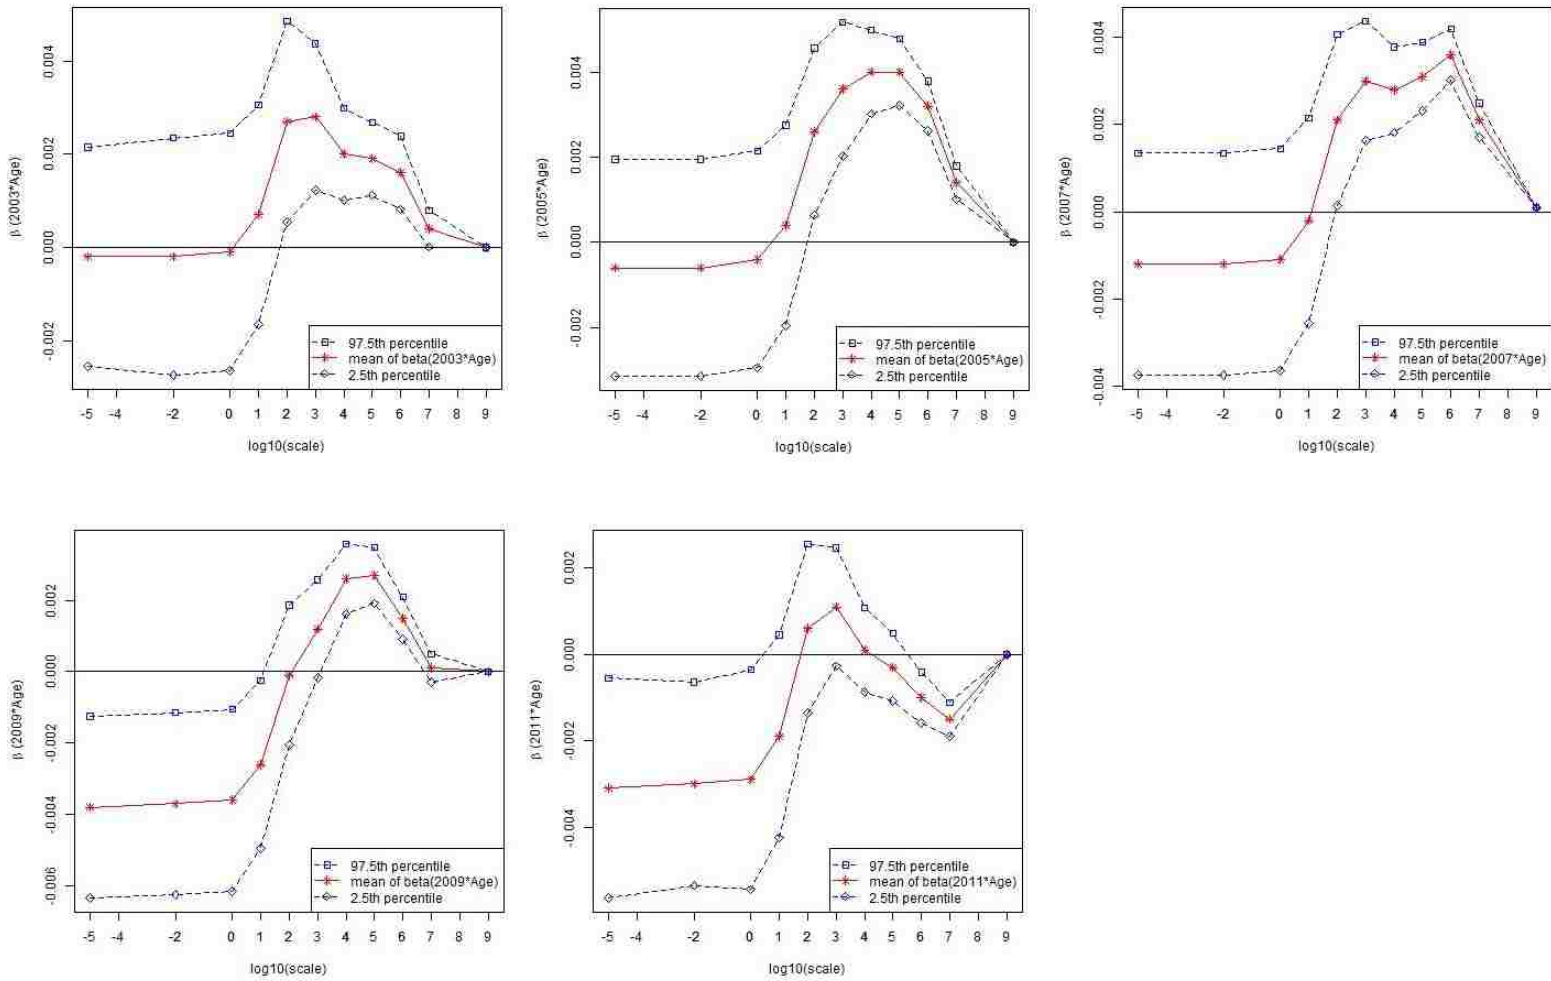 β (2003*Age)
0.004
0.002
0.000
-0.002
97.5th percentile
mean of beta(2003*Age)
2.5th percentile
-5 -4 -2 0 1 2 3 4 5 6 7 9
log10(scale)
β (2005*Age)
0.004
0.002
0.000
-0.002
97.5th percentile
mean of beta(2005*Age)
2.5th percentile
-5 -4 -2 0 1 2 3 4 5 6 7 9
log10(scale)
β (2007*Age)
0.004
0.002
0.000
-0.002
-0.004
97.5th percentile
mean of beta(2007*Age)
2.5th percentile
-5 -4 -2 0 1 2 3 4 5 6 7 9
log10(scale)
β (2009*Age)
0.002
0.000
-0.002
-0.004
-0.006
97.5th percentile
mean of beta(2009*Age)
2.5th percentile
-5 -4 -2 0 1 2 3 4 5 6 7 9
log10(scale)
β (2011*Age)
0.002
0.000
-0.002
-0.004
97.5th percentile
mean of beta(2011*Age)
2.5th percentile
-5 -4 -2 0 1 2 3 4 5 6 7 9
log10(scale)